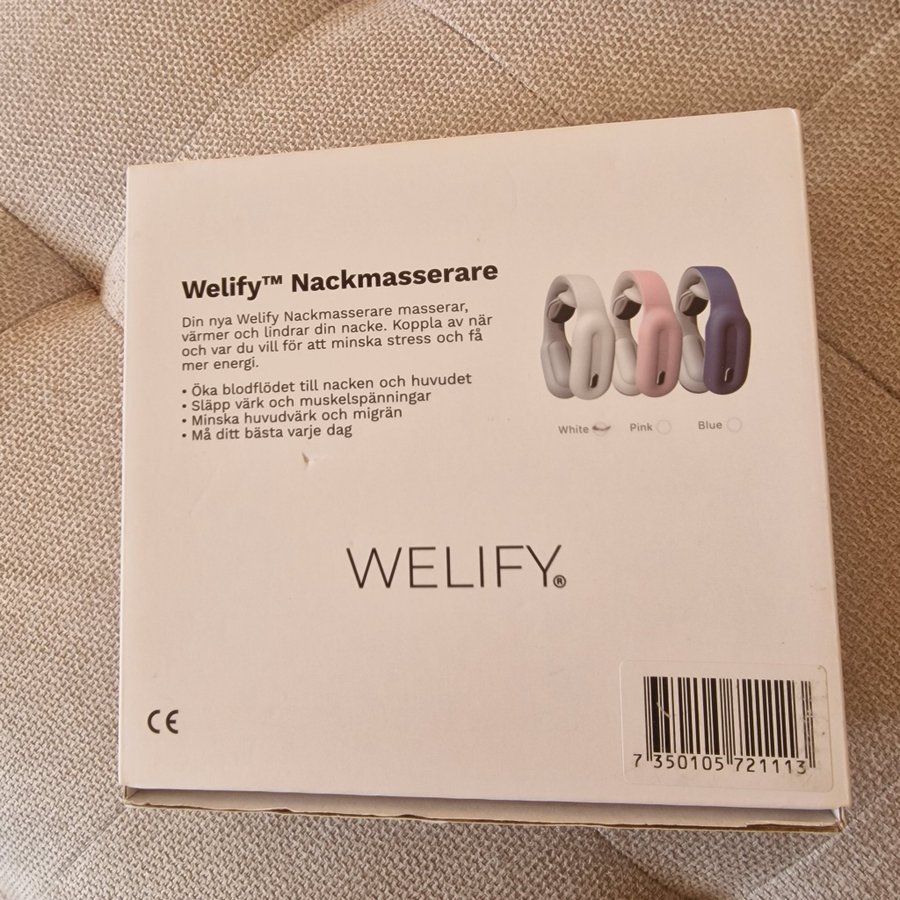 Welify™ Nackmasserare
Din nya Welify Nackmasserare masserar,
värmer och lindrar din nacke. Koppla av när
och var du vill för att minska stress och få
mer energi.
• Öka blodflödet till nacken och huvudet
• Släpp värk och muskelspänningar
• Minska huvudvärk och migrän
• Må ditt bästa varje dag
White Pink Blue
WELIFY®
CE
7 350105 721113